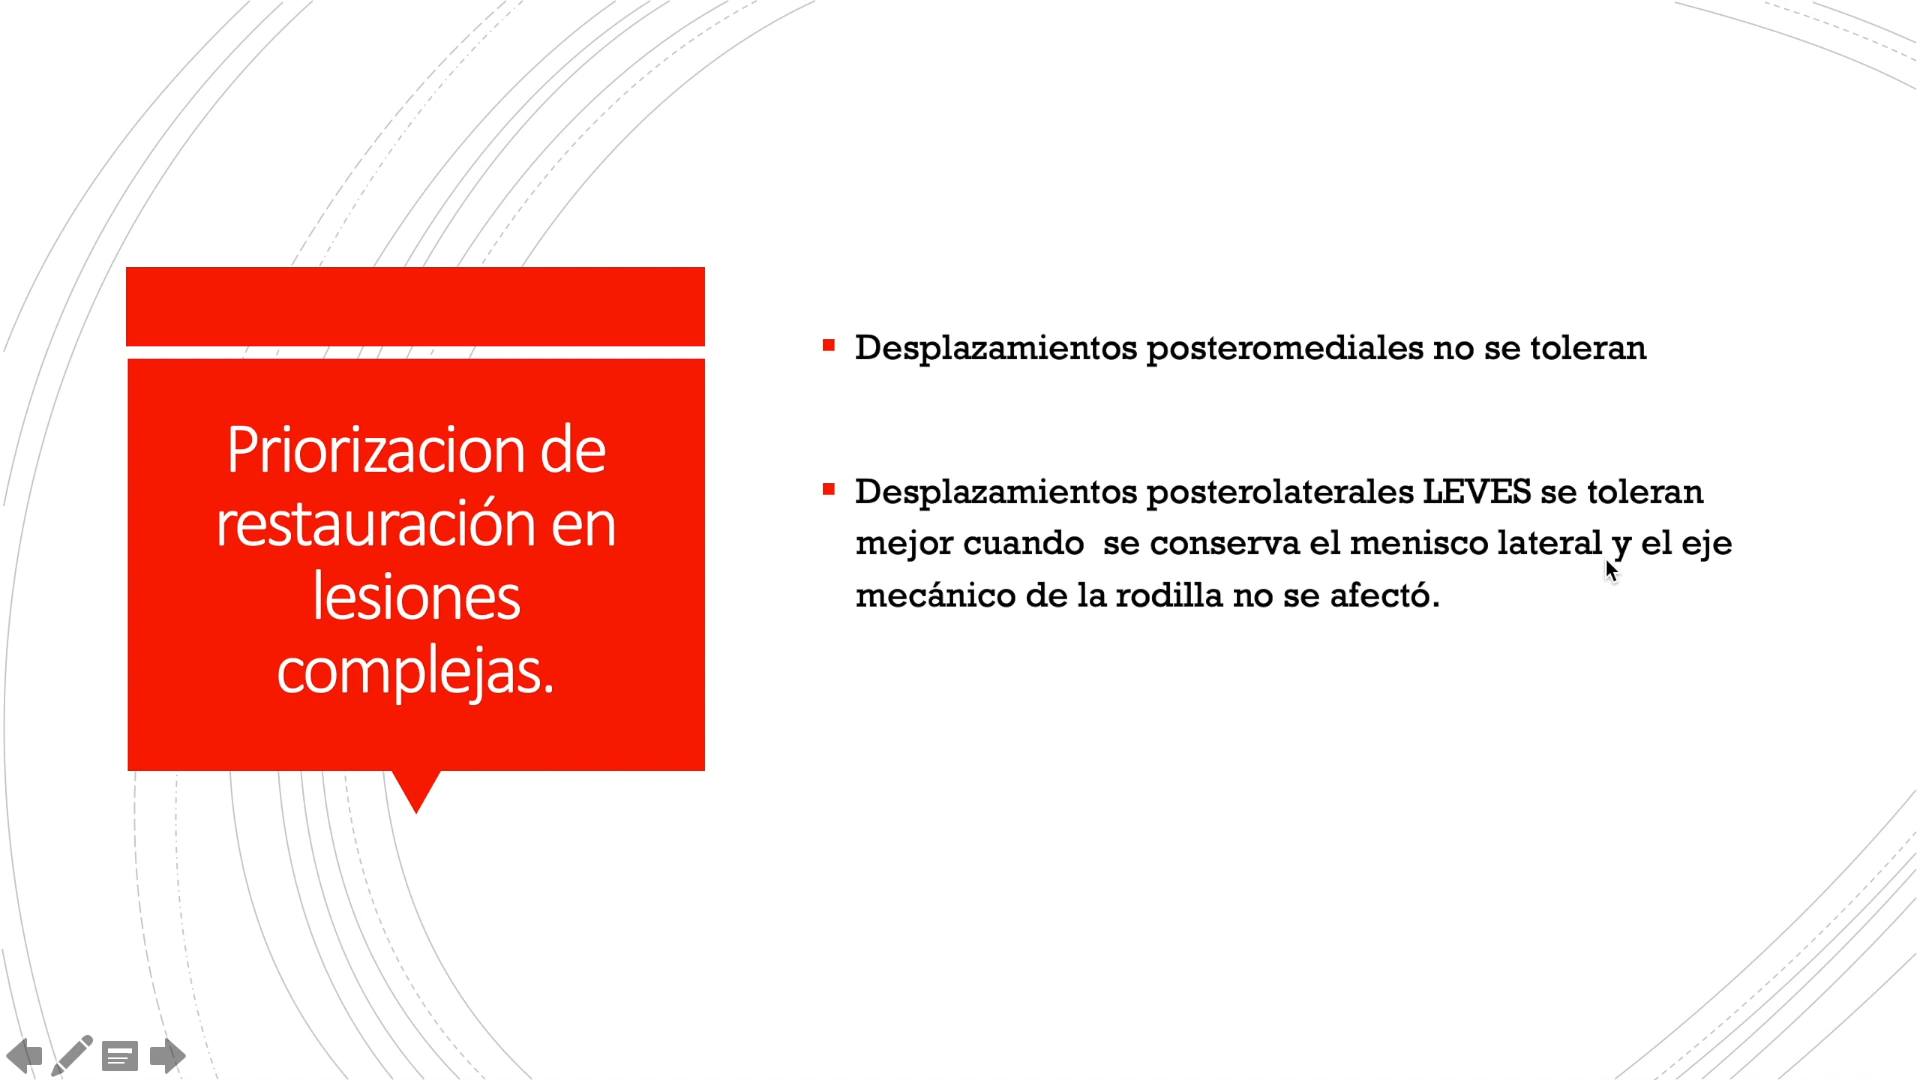 Priorizacion de
restauración en
lesiones
complejas.
Desplazamientos posteromediales no se toleran
Desplazamientos posterolaterales LEVES se toleran
mejor cuando se conserva el menisco lateral y el eje
mecánico de la rodilla no se afectó.